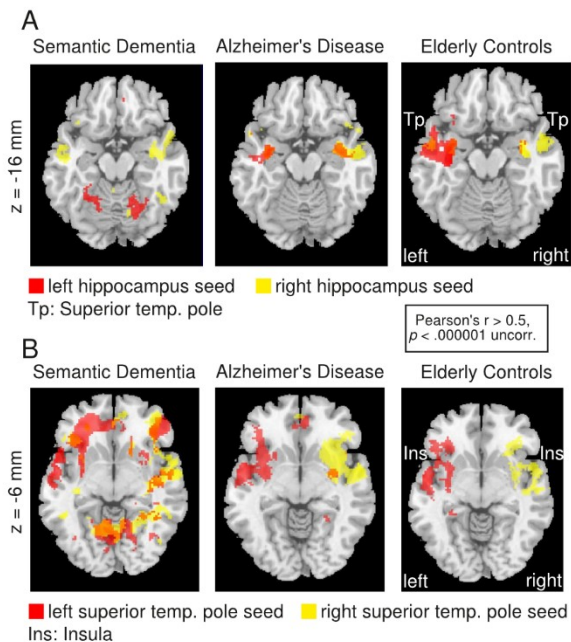 A
Semantic Dementia Alzheimer's Disease Elderly Controls
z = -16 mm
Tp Tp
left right
left hippocampus seed right hippocampus seed
Tp: Superior temp. pole
Pearson's r > 0.5,
p < .000001 uncorr.
B
Semantic Dementia Alzheimer's Disease Elderly Controls
z = -6 mm
Ins Ins
left right
left superior temp. pole seed right superior temp. pole seed
Ins: Insula